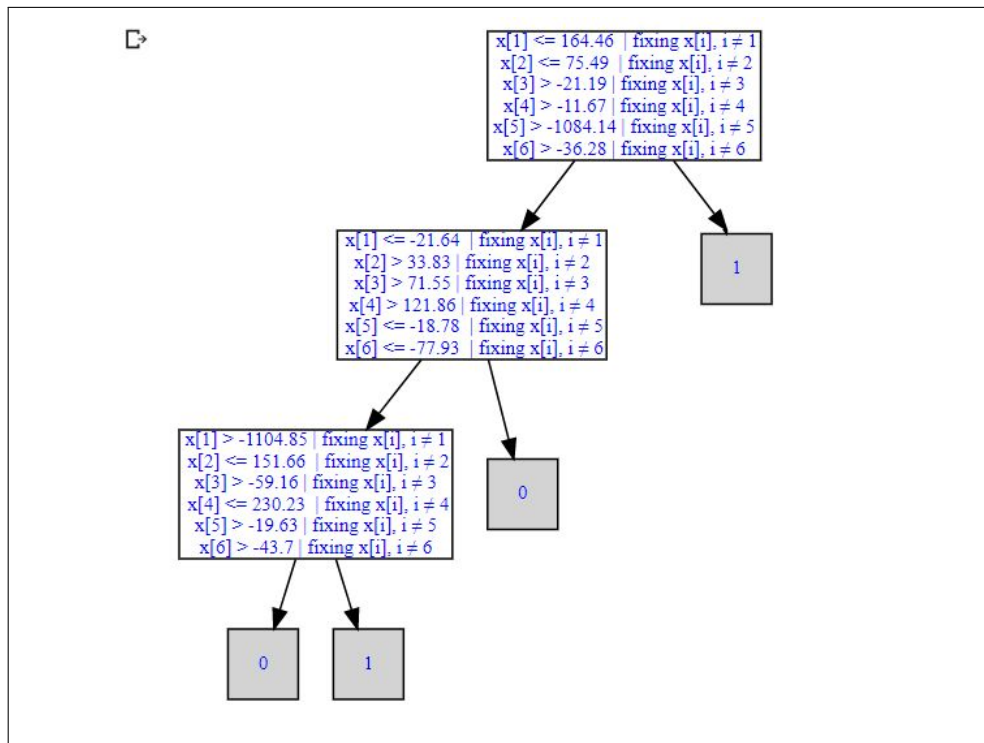 x[1] <= 164.46 | fixing x[i], i ≠ 1
x[2] <= 75.49 | fixing x[i], i ≠ 2
x[3] > -21.19 | fixing x[i], i ≠ 3
x[4] > -11.67 | fixing x[i], i ≠ 4
x[5] > -1084.14 | fixing x[i], i ≠ 5
x[6] > -36.28 | fixing x[i], i ≠ 6
x[1] <= -21.64 | fixing x[i], i ≠ 1
x[2] > 33.83 | fixing x[i], i ≠ 2
x[3] > 71.55 | fixing x[i], i ≠ 3
x[4] > 121.86 | fixing x[i], i ≠ 4
x[5] <= -18.78 | fixing x[i], i ≠ 5
x[6] <= -77.93 | fixing x[i], i ≠ 6
1
x[1] > -1104.85 | fixing x[i], i ≠ 1
x[2] <= 151.66 | fixing x[i], i ≠ 2
x[3] > -59.16 | fixing x[i], i ≠ 3
x[4] <= 230.23 | fixing x[i], i ≠ 4
x[5] > -19.63 | fixing x[i], i ≠ 5
x[6] > -43.7 | fixing x[i], i ≠ 6
0
0
1